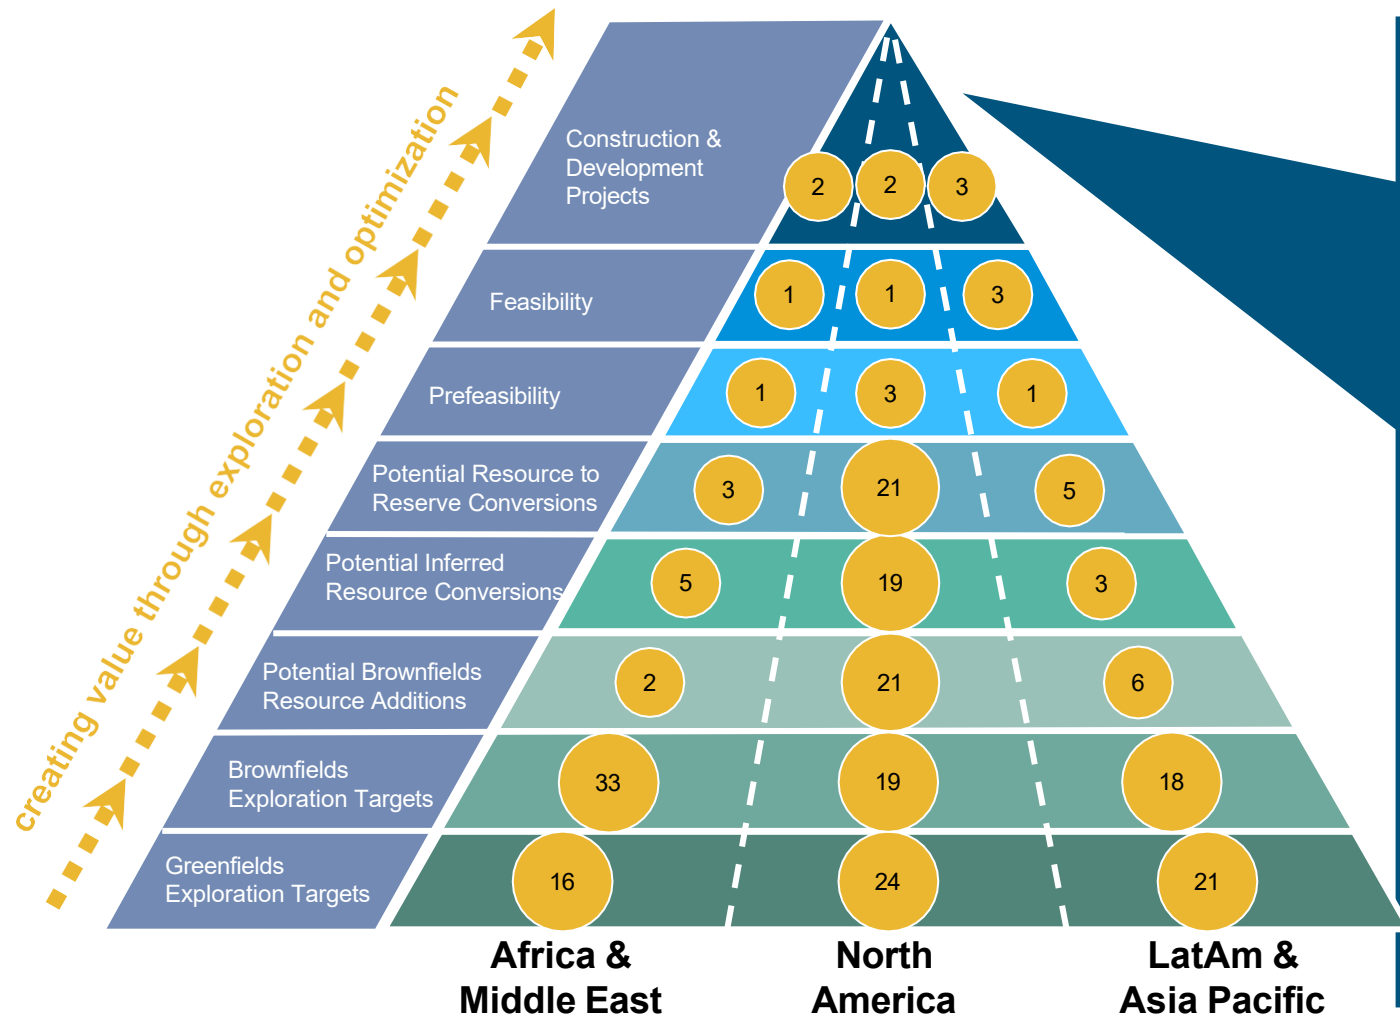 creating value through exploration and optimization
Construction &
Development
Projects
2
2
3
Feasibility
1
1
3
Prefeasibility
1
3
1
Potential Resource to
Reserve Conversions
3
21
5
Potential Inferred
Resource Conversions
5
19
3
Potential Brownfields
Resource Additions
2
21
6
Brownfields
Exploration Targets
33
19
18
Greenfields
Exploration Targets
16
24
21
Africa &
Middle East
North
America
LatAm &
Asia Pacific